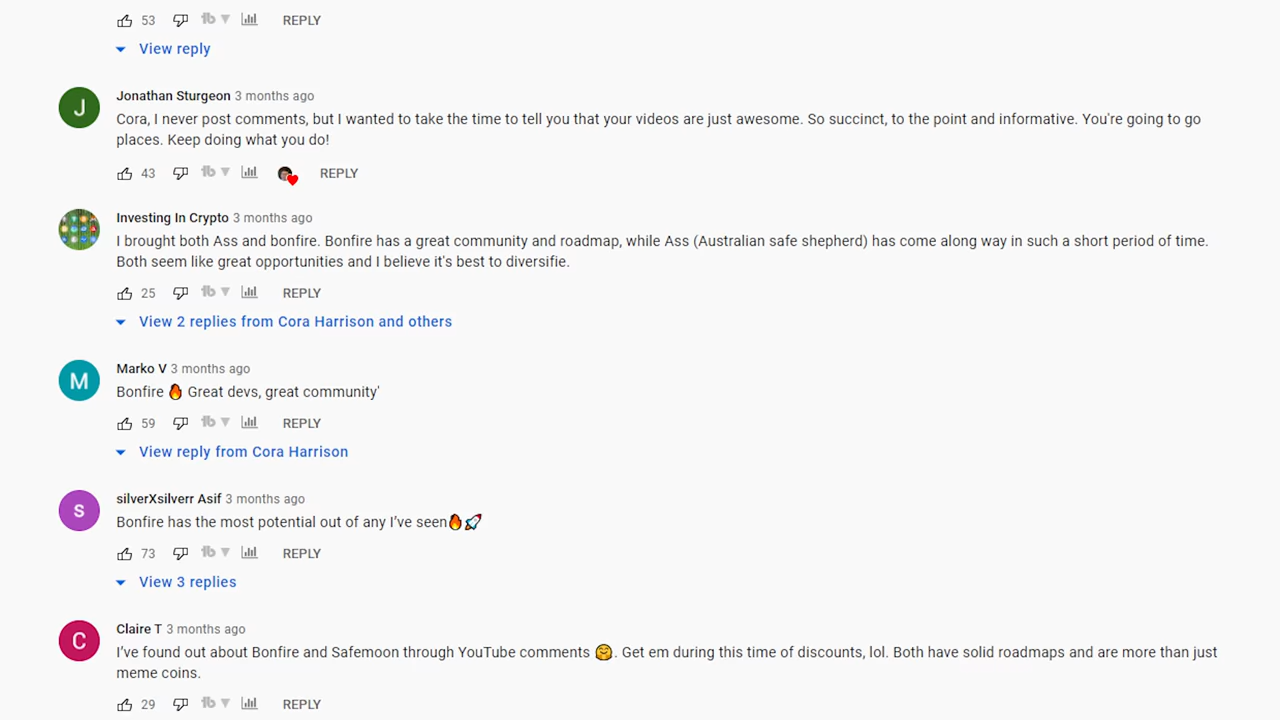 53 REPLY
View reply
J
Jonathan Sturgeon 3 months ago
Cora, I never post comments, but I wanted to take the time to tell you that your videos are just awesome. So succinct, to the point and informative. You're going to go
places. Keep doing what you do!
43 REPLY
Investing In Crypto 3 months ago
I brought both Ass and bonfire. Bonfire has a great community and roadmap, while Ass (Australian safe shepherd) has come along way in such a short period of time.
Both seem like great opportunities and I believe it's best to diversifie.
25 REPLY
View 2 replies from Cora Harrison and others
M
Marko V 3 months ago
Bonfire 🔥 Great devs, great community'
59 REPLY
View reply from Cora Harrison
s
silverXsilverr Asif 3 months ago
Bonfire has the most potential out of any I've seen🔥🚀
73 REPLY
View 3 replies
C
Claire T 3 months ago
I've found out about Bonfire and Safemoon through YouTube comments 🤗. Get em during this time of discounts, lol. Both have solid roadmaps and are more than just
meme coins.
29 REPLY